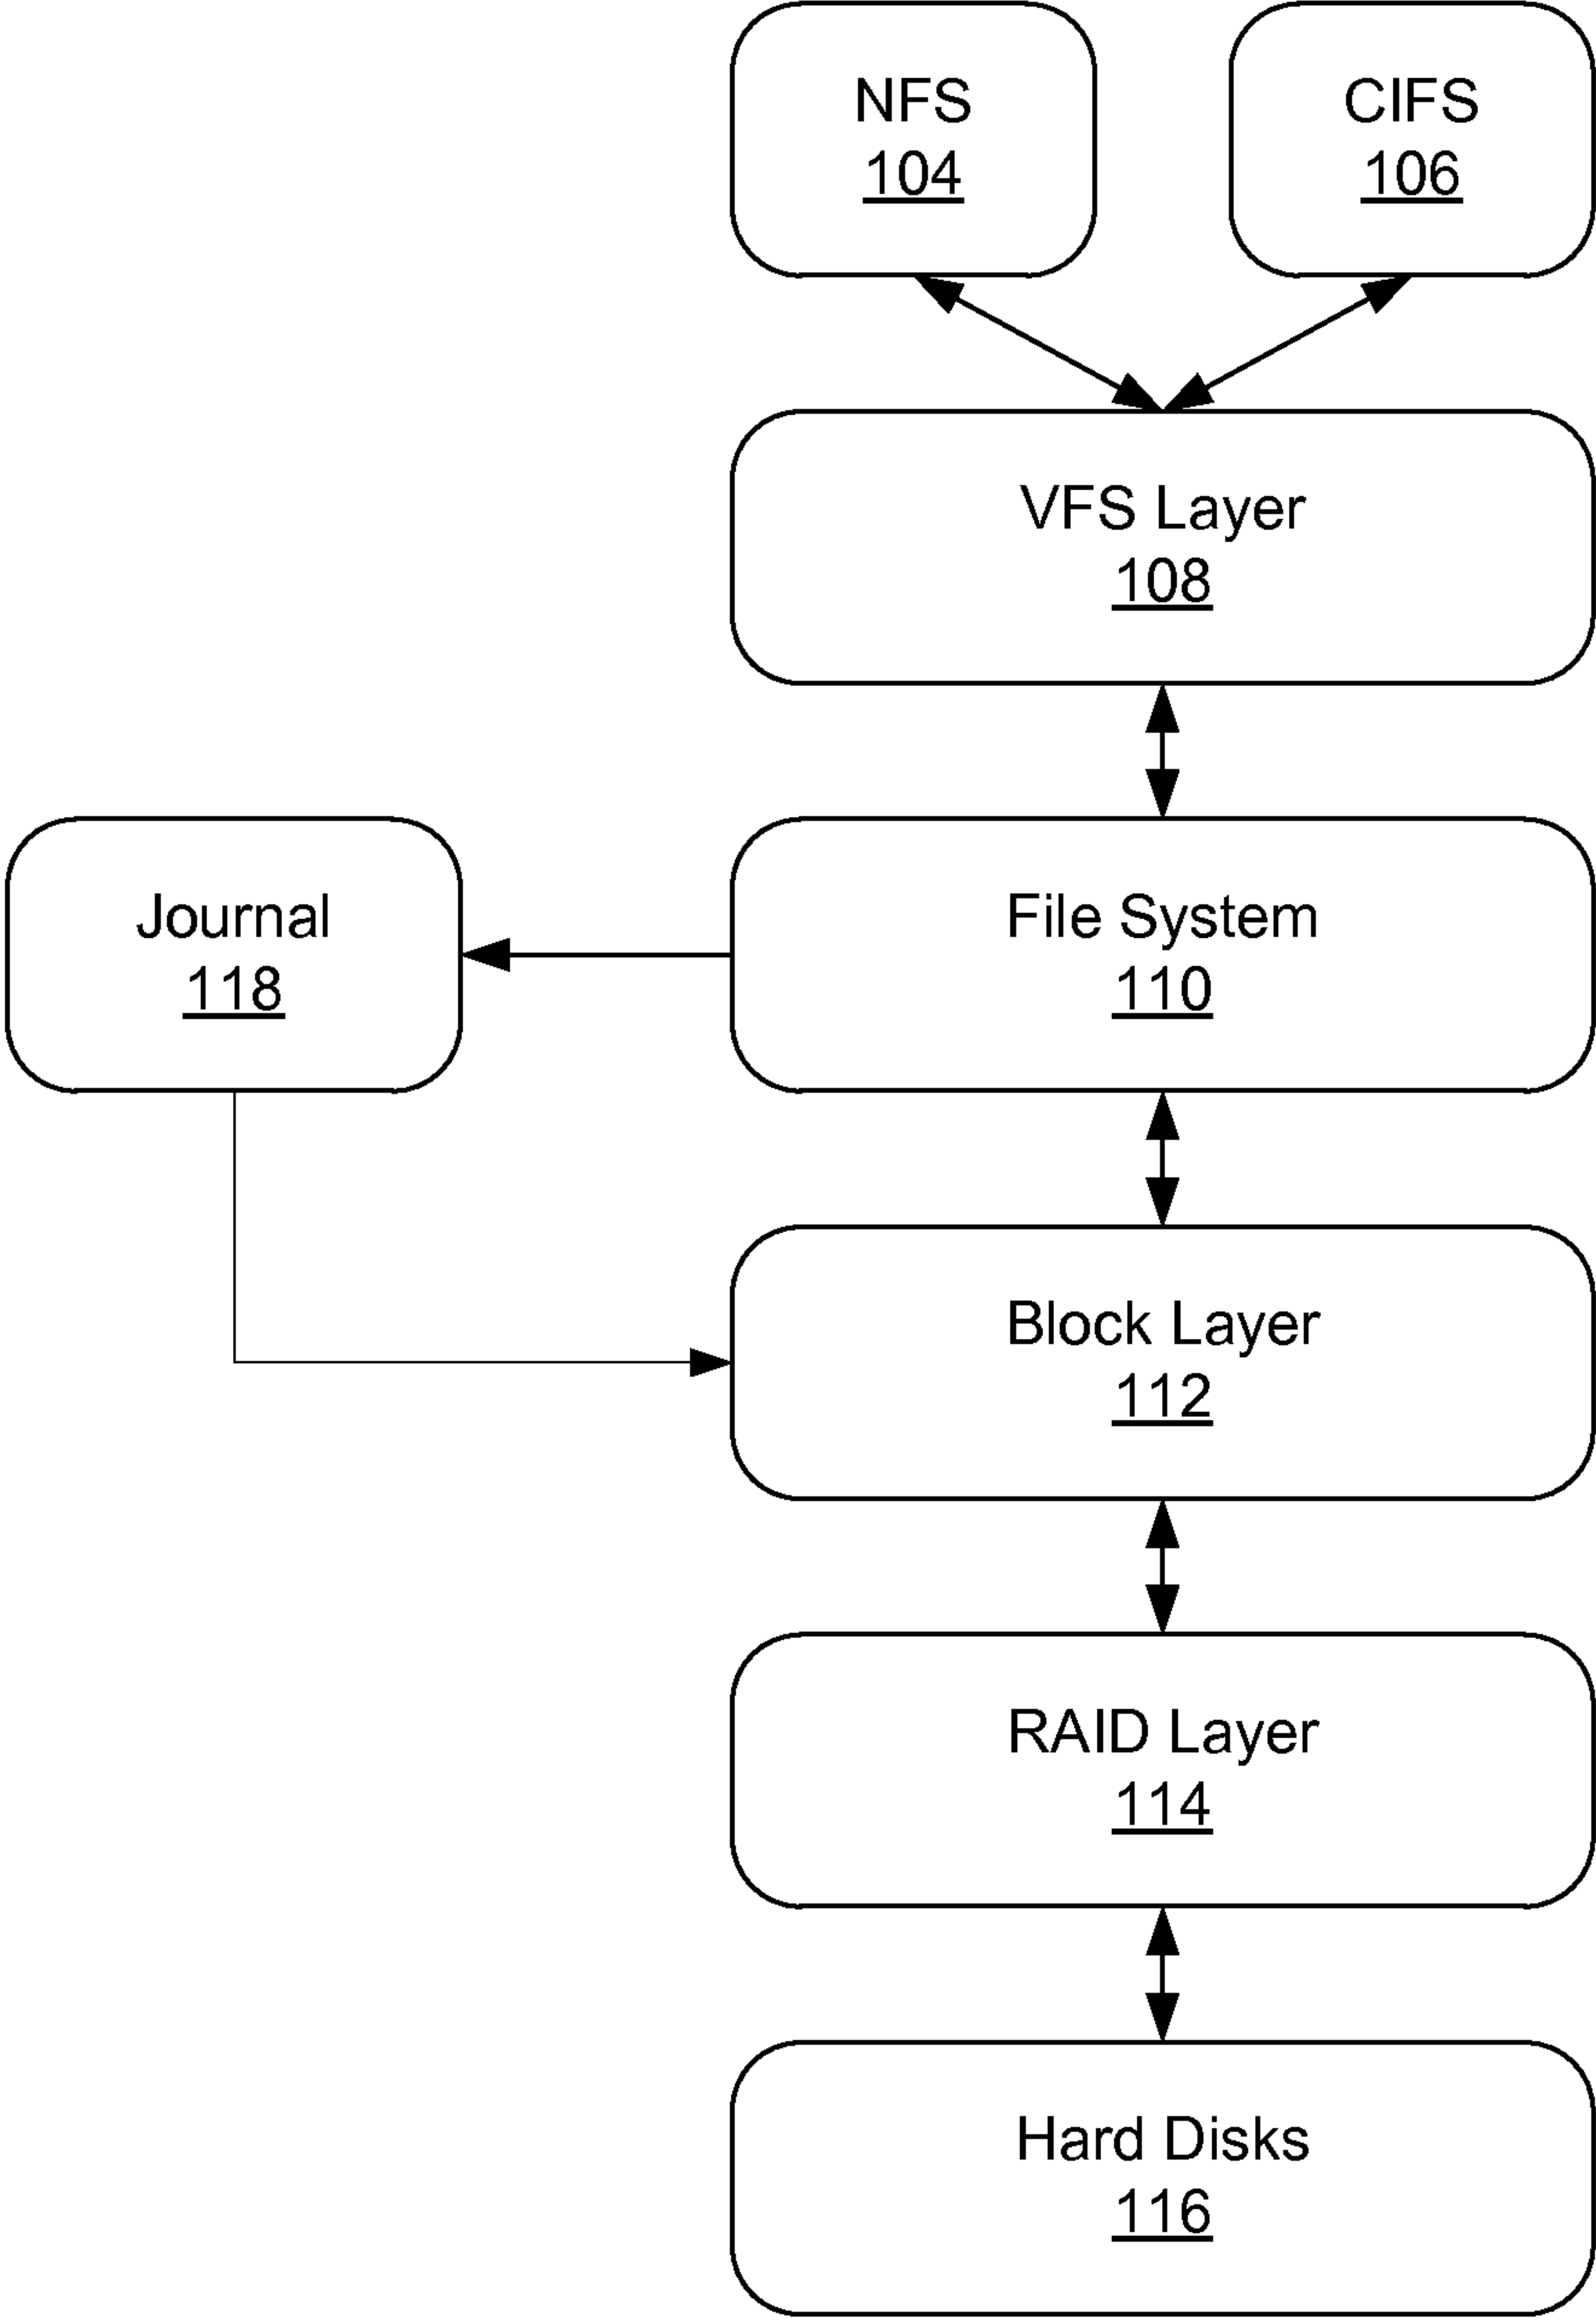 NFS
104
CIFS
106
VFS Layer
108
Journal
118
File System
110
Block Layer
112
RAID Layer
114
Hard Disks
116